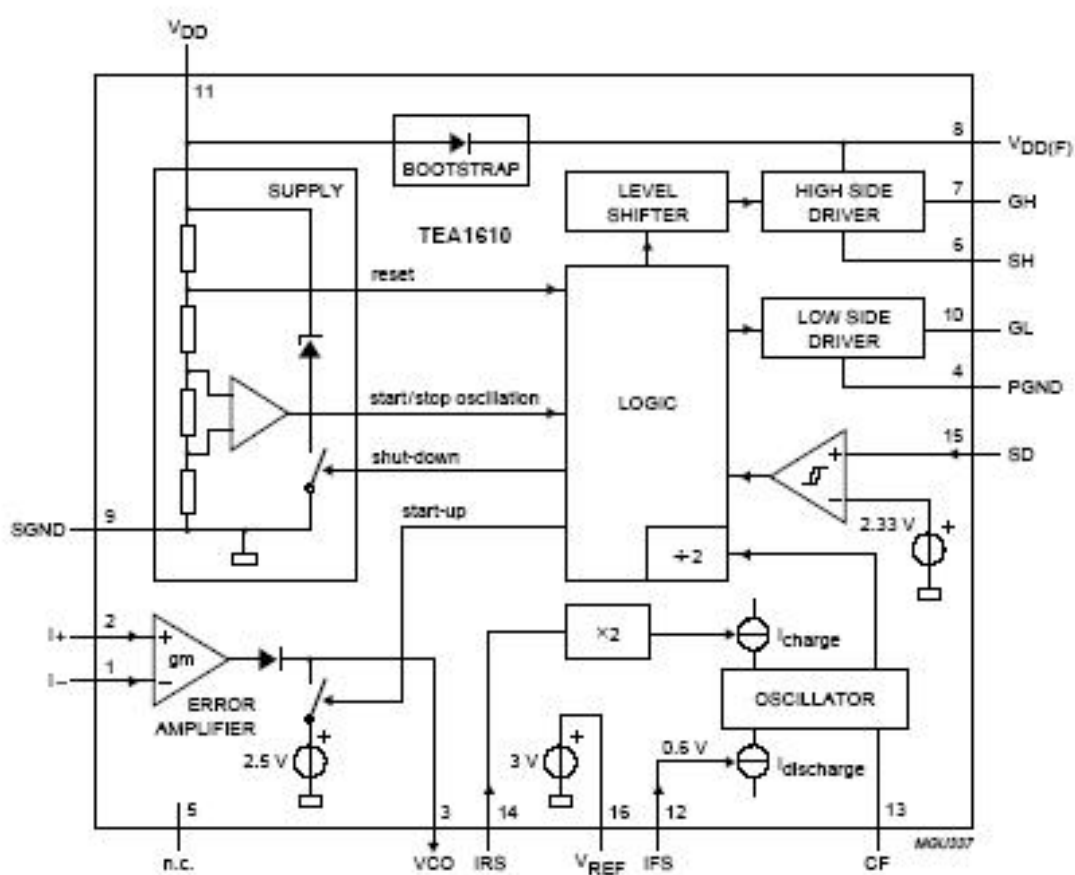 VDD
11
8
VDD(F)
BOOTSTRAP
SUPPLY
LEVEL
SHIFTER
HIGH SIDE
DRIVER
7
GH
TEA1610
6
SH
reset
LOW SIDE
DRIVER
10
GL
4
PGND
start/stop oscillation
LOGIC
15
SD
+
−
shut-down
9
SGND
start-up
2.33 V
+
÷2
2
I+
+
gm
1
I−
−
ERROR
AMPLIFIER
×2
Icharge
OSCILLATOR
2.5 V
+
3 V
+
0.6 V
Idischarge
5
3
14
16
12
13
MGU337
n.c.
VCO
IRS
VREF
IFS
CF